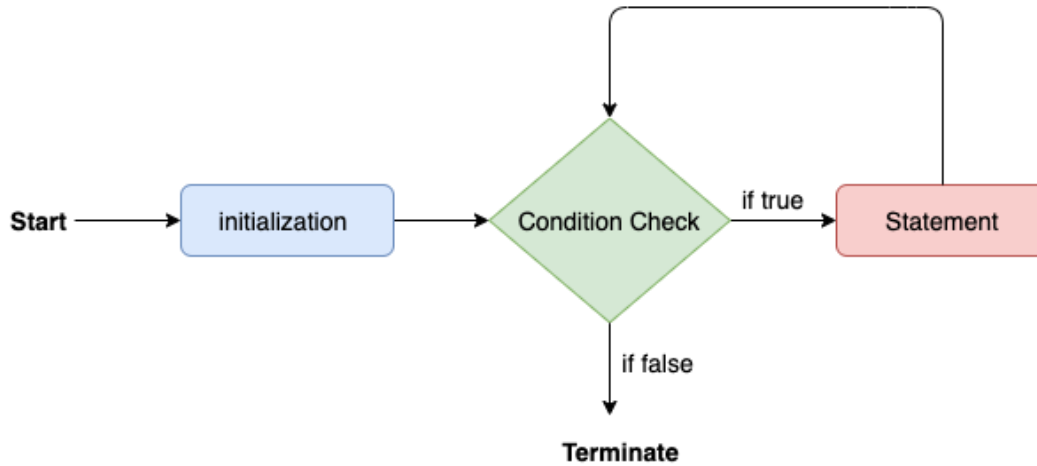 Start
initialization
Condition Check
if true
Statement
if false
Terminate